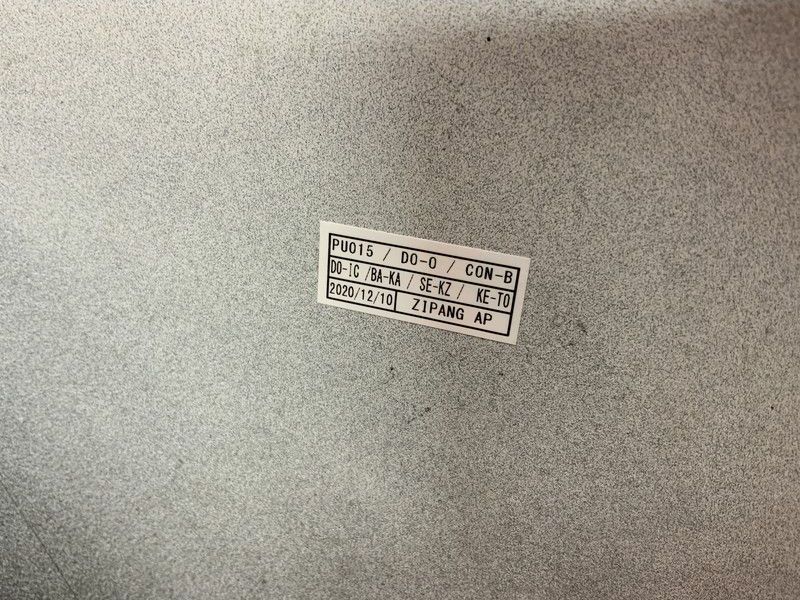 PU015 / DO-O / CON-B
DO-IC /BA-KA / SE-KZ / KE-TO
2020/12/10 ZIPANG AP